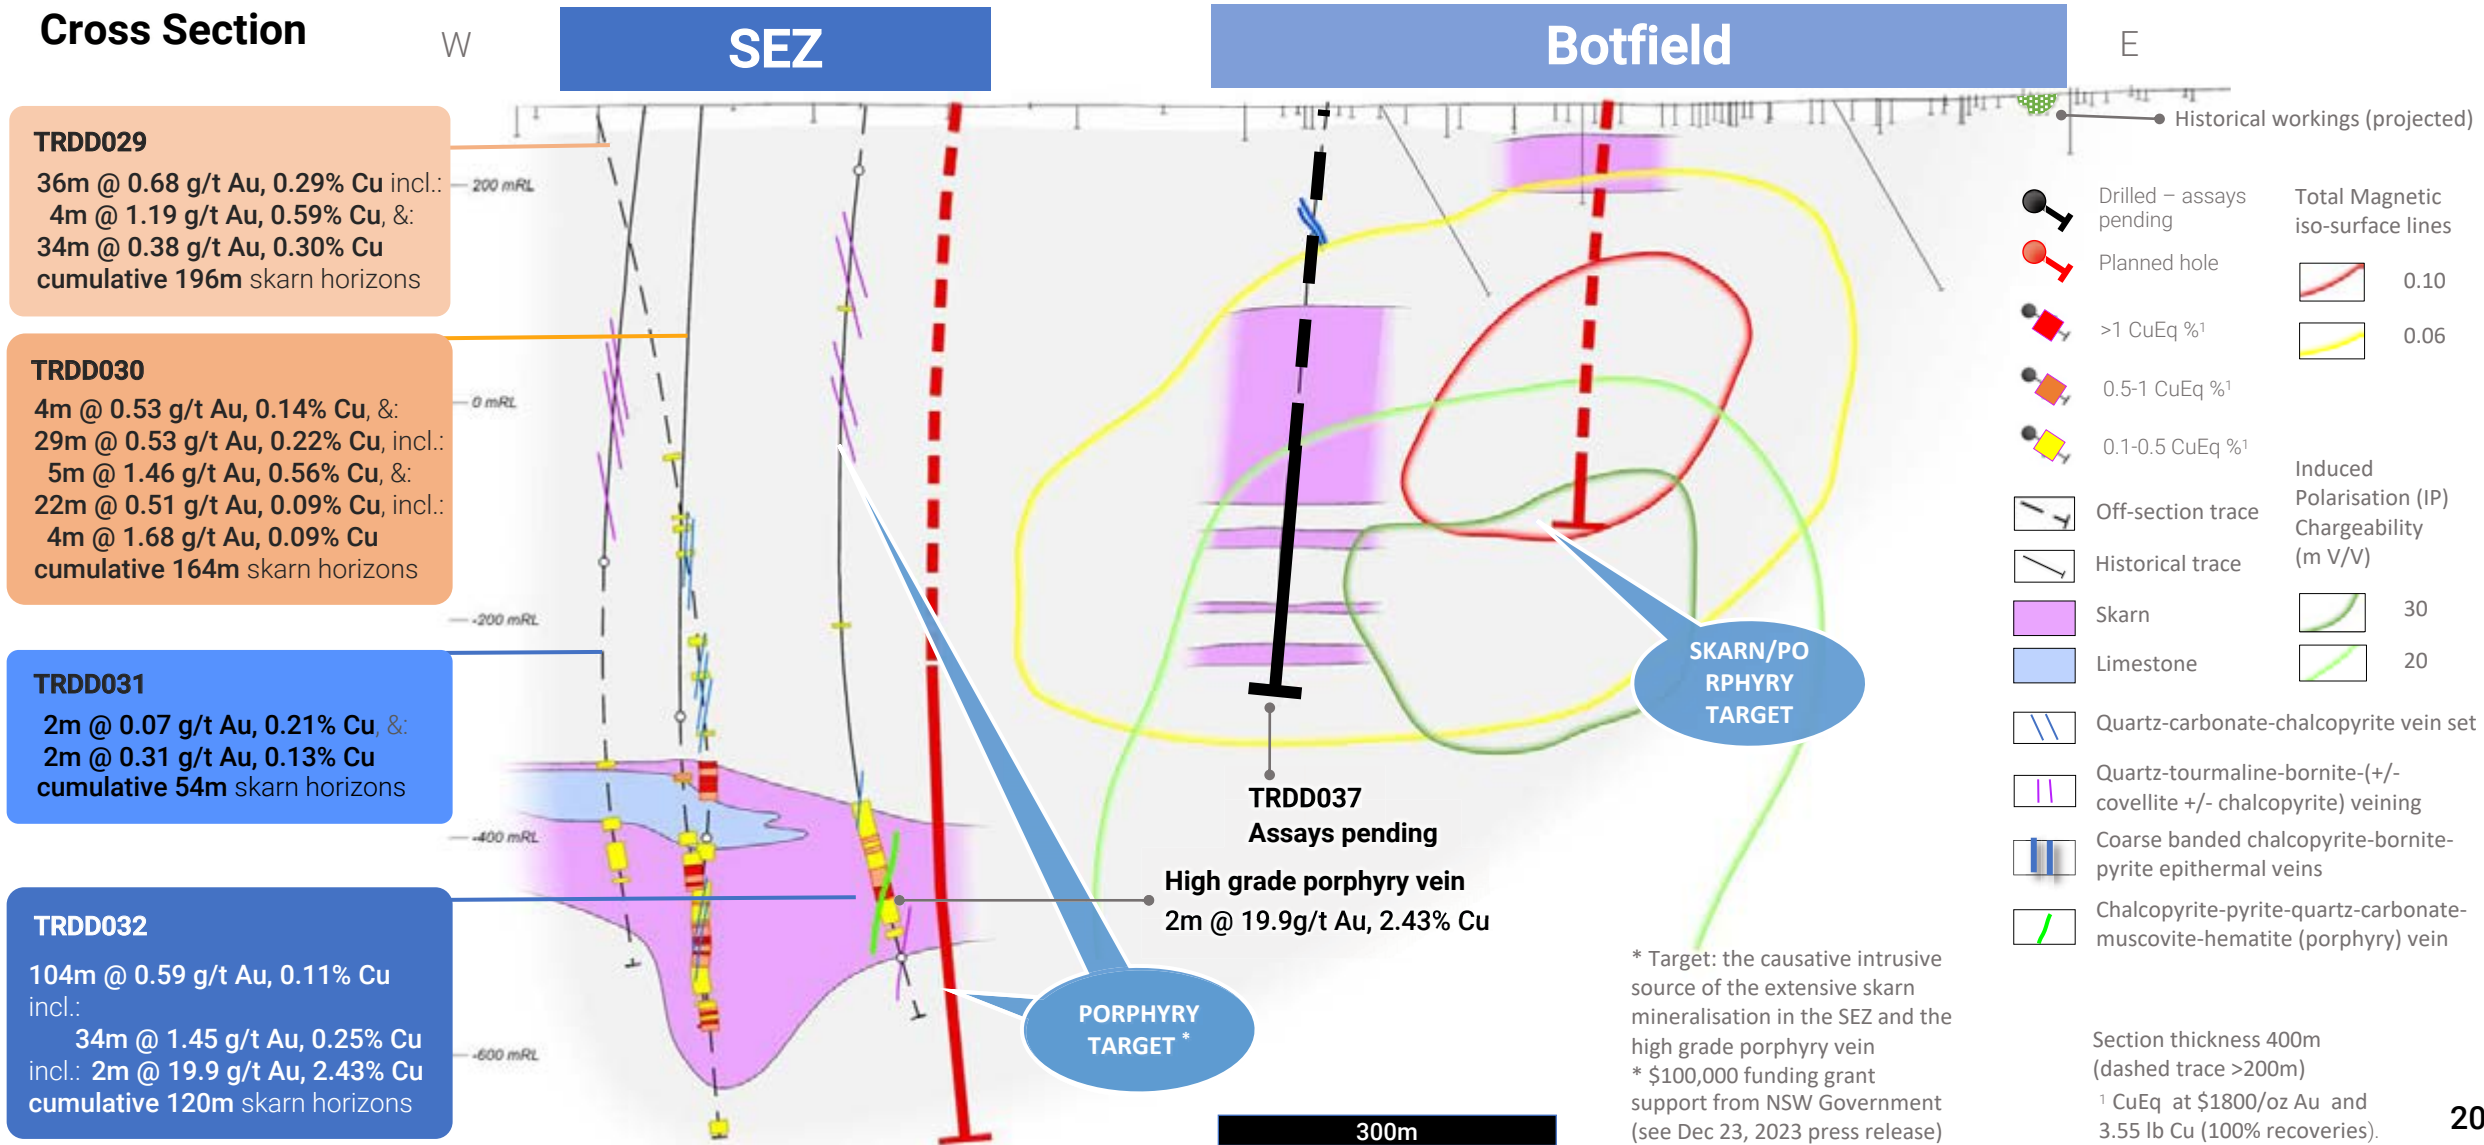 Cross Section
W
SEZ
Botfield
E
TRDD029
36m @ 0.68 g/t Au, 0.29% Cu incl.:
4m @ 1.19 g/t Au, 0.59% Cu, &:
34m @ 0.38 g/t Au, 0.30% Cu
cumulative 196m skarn horizons
TRDD030
4m @ 0.53 g/t Au, 0.14% Cu, &:
29m @ 0.53 g/t Au, 0.22% Cu, incl.:
5m @ 1.46 g/t Au, 0.56% Cu, &:
22m @ 0.51 g/t Au, 0.09% Cu, incl.:
4m @ 1.68 g/t Au, 0.09% Cu
cumulative 164m skarn horizons
TRDD031
2m @ 0.07 g/t Au, 0.21% Cu, &:
2m @ 0.31 g/t Au, 0.13% Cu
cumulative 54m skarn horizons
TRDD032
104m @ 0.59 g/t Au, 0.11% Cu
incl.:
34m @ 1.45 g/t Au, 0.25% Cu
incl.: 2m @ 19.9 g/t Au, 2.43% Cu
cumulative 120m skarn horizons
200 mRL
0 mRL
-200 mRL
-400 mRL
-600 mRL
PORPHYRY
TARGET *
SKARN/PO
RPHYRY
TARGET
TRDD037
Assays pending
High grade porphyry vein
2m @ 19.9g/t Au, 2.43% Cu
* Target: the causative intrusive
source of the extensive skarn
mineralisation in the SEZ and the
high grade porphyry vein
* $100,000 funding grant
support from NSW Government
(see Dec 23, 2023 press release)
300m
Historical workings (projected)
Drilled – assays
pending
Planned hole
>1 CuEq %¹
0.5-1 CuEq %¹
0.1-0.5 CuEq %¹
Off-section trace
Historical trace
Skarn
Limestone
Total Magnetic
iso-surface lines
0.10
0.06
Induced
Polarisation (IP)
Chargeability
(m V/V)
30
20
Quartz-carbonate-chalcopyrite vein set
Quartz-tourmaline-bornite-(+/-
covellite +/- chalcopyrite) veining
Coarse banded chalcopyrite-bornite-
pyrite epithermal veins
Chalcopyrite-pyrite-quartz-carbonate-
muscovite-hematite (porphyry) vein
Section thickness 400m
(dashed trace >200m)
¹ CuEq at $1800/oz Au and
3.55 lb Cu (100% recoveries).
20